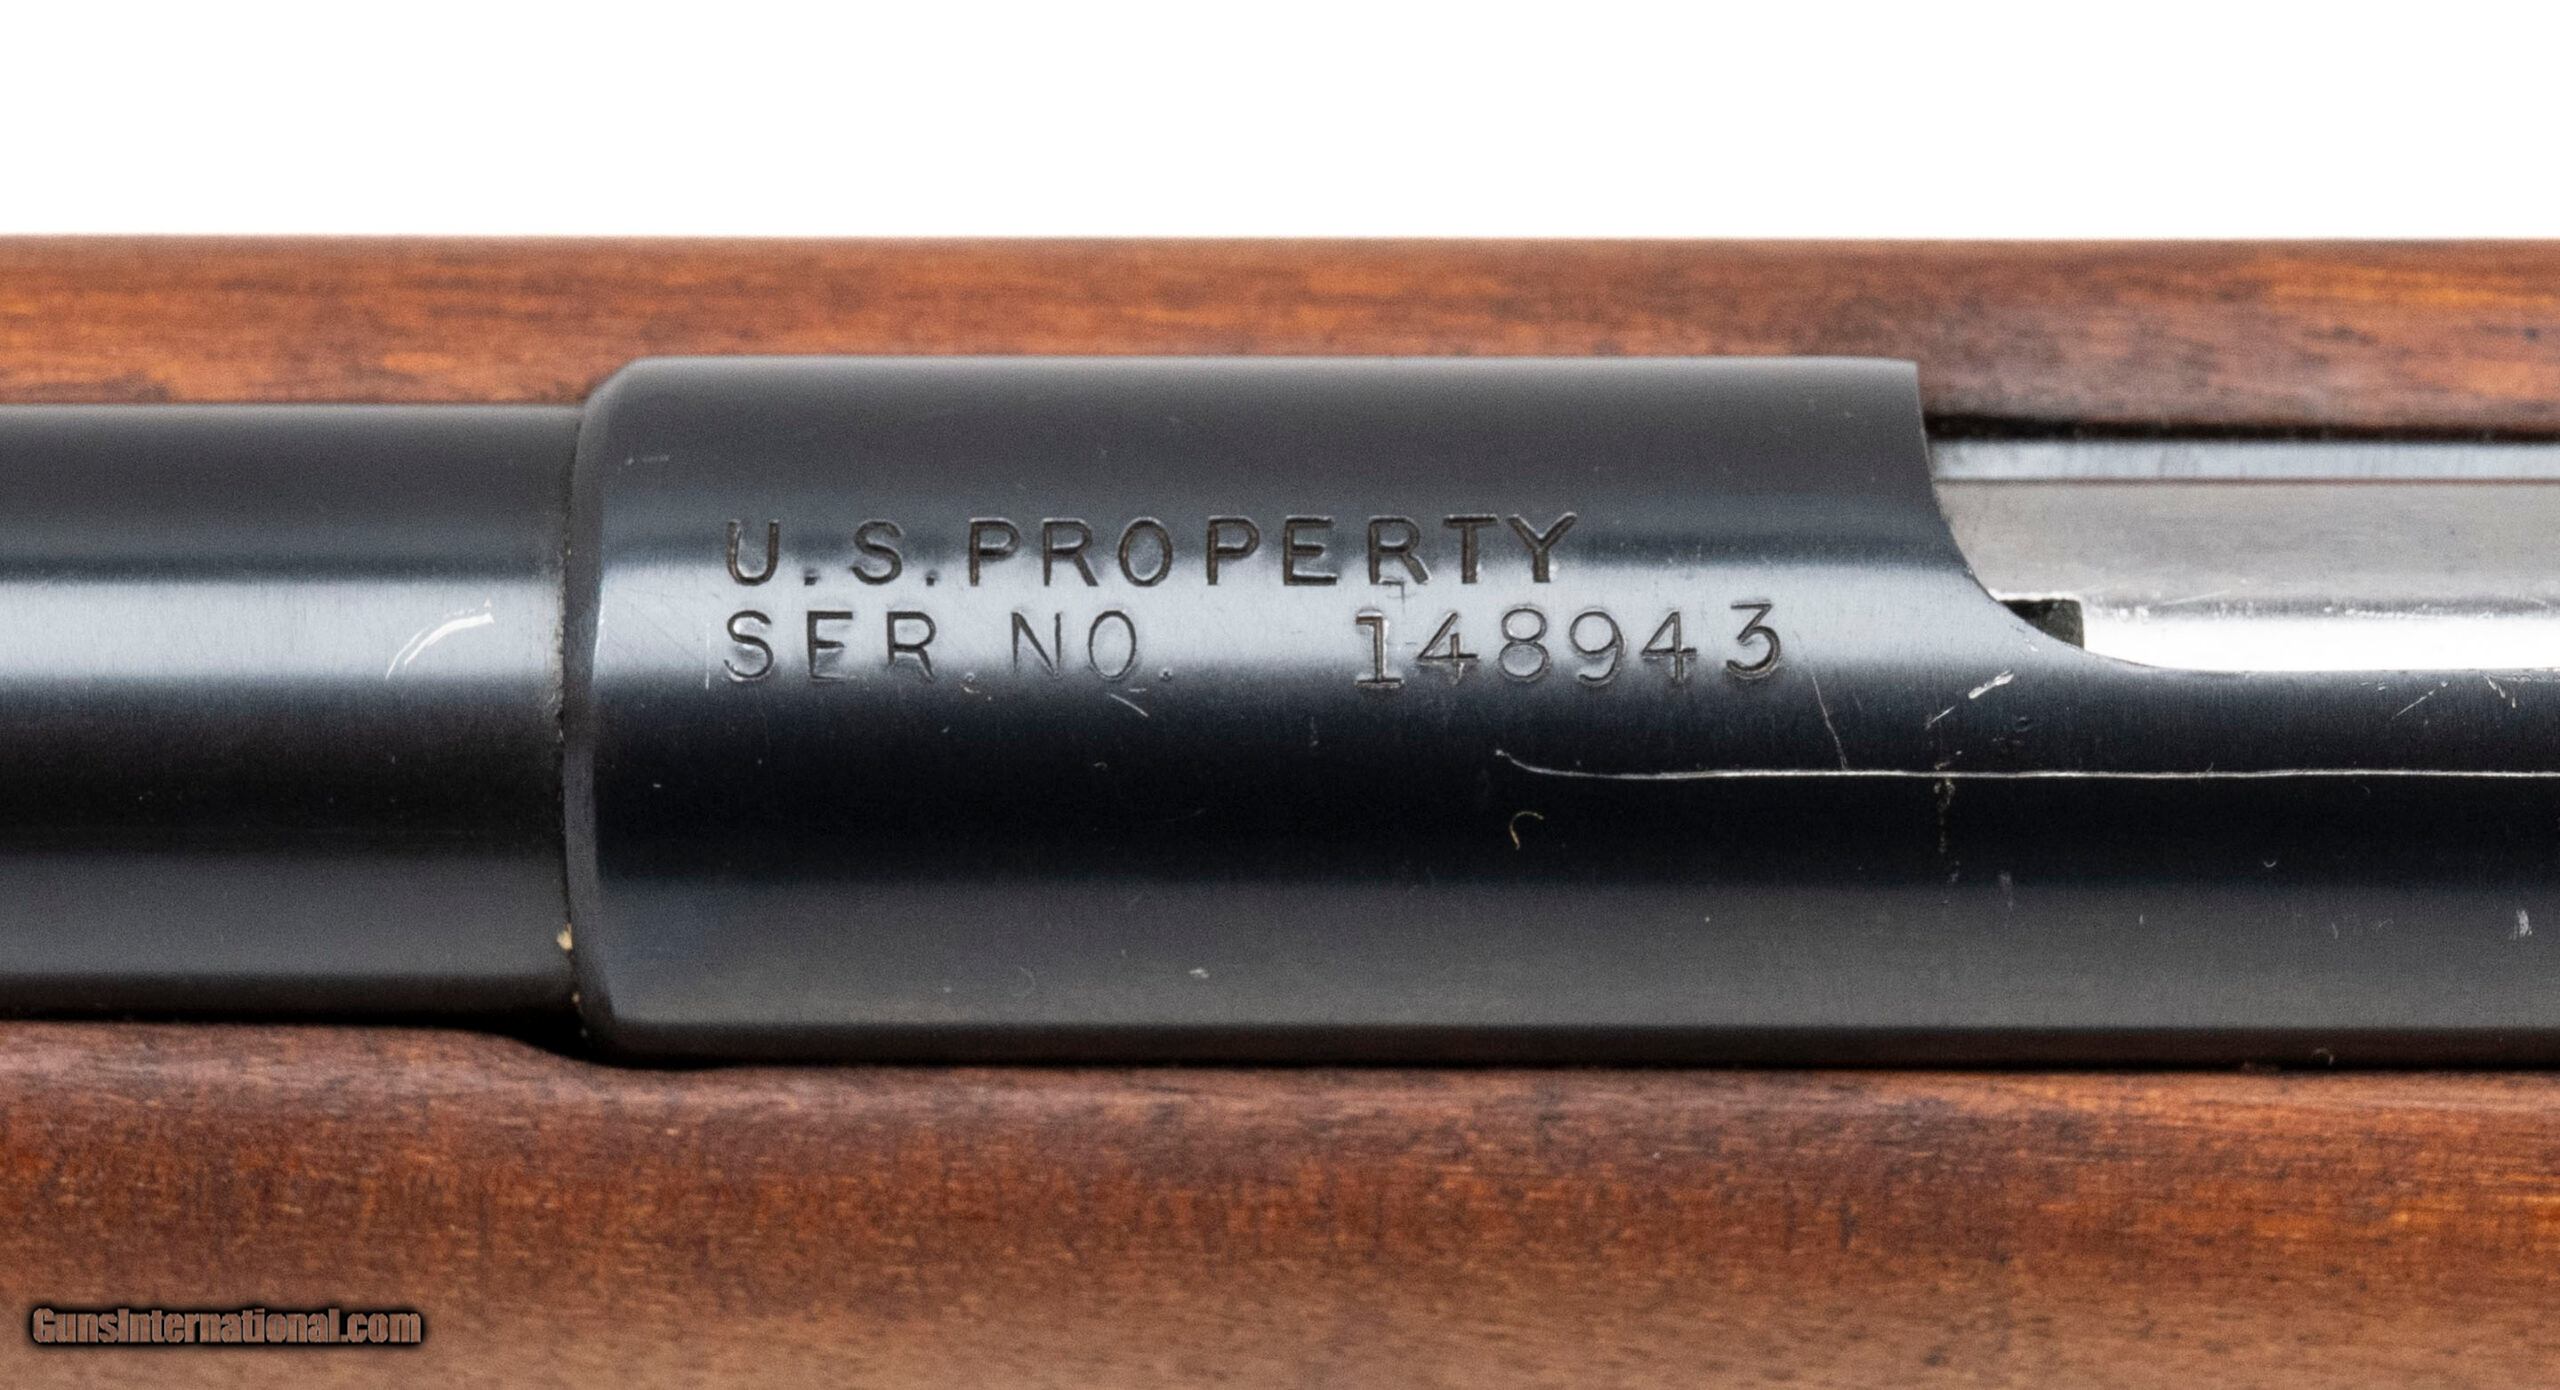 U.S.PROPERTY
SER.NO. 148943
GunsInternational.com